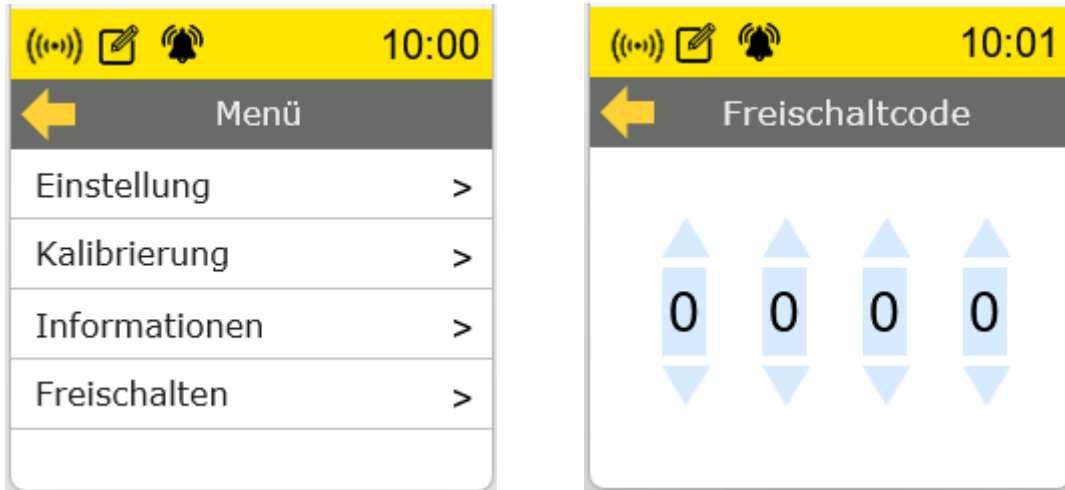 10:00
Menü
Einstellung >
Kalibrierung >
Informationen >
Freischalten >
10:01
Freischaltcode
0 0 0 0